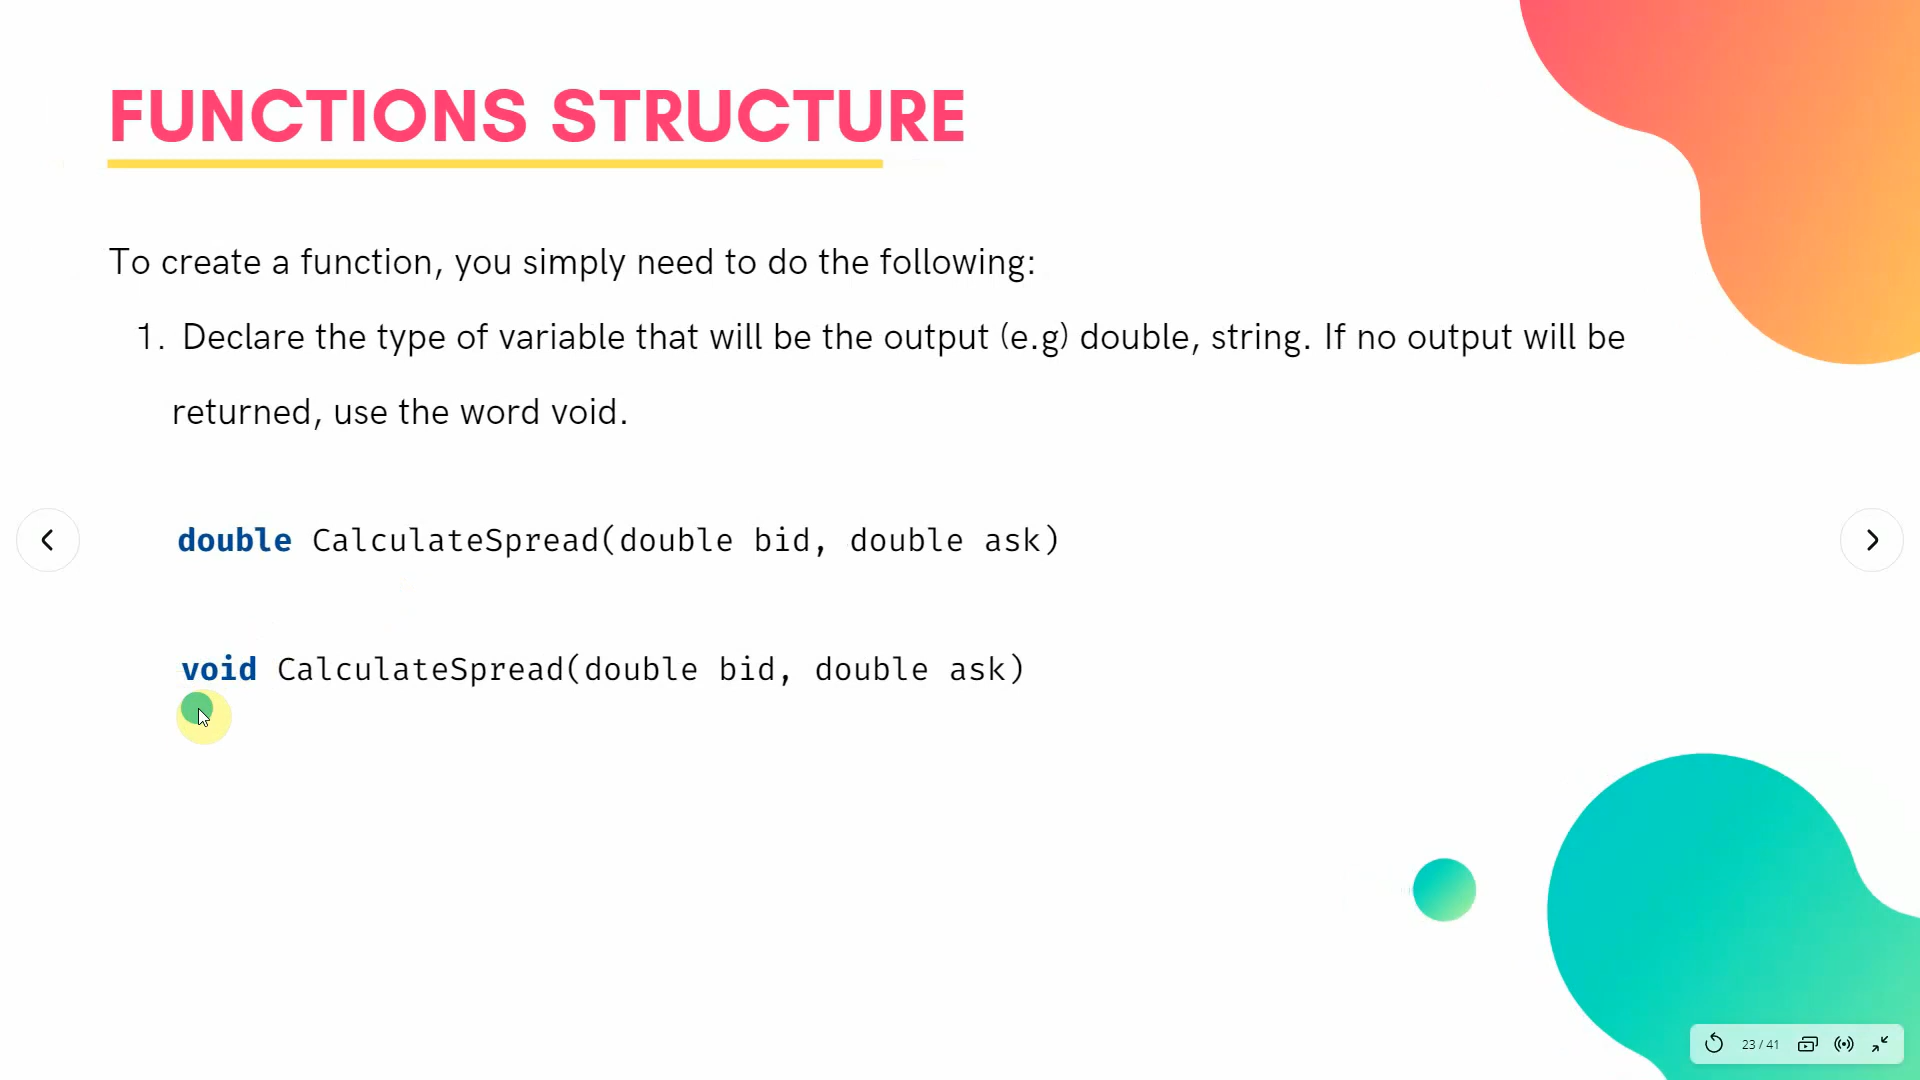 FUNCTIONS STRUCTURE
To create a function, you simply need to do the following:
1. Declare the type of variable that will be the output (e.g) double, string. If no output will be
returned, use the word void.
double CalculateSpread(double bid, double ask)
void CalculateSpread(double bid, double ask)
23 / 41